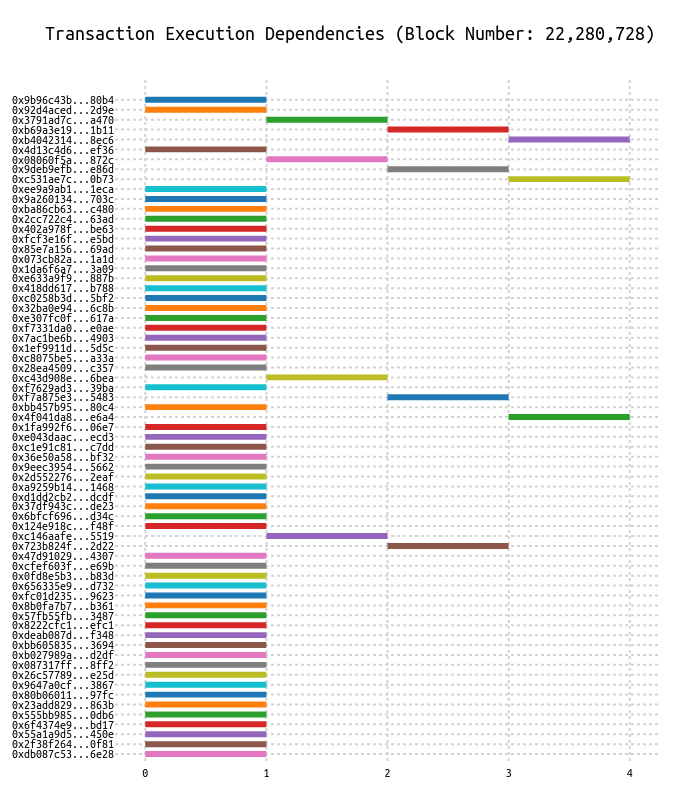 Transaction Execution Dependencies (Block Number: 22,280,728)
0x9b96c43b...80b4
0x92d4aced...2d9e
0x3791ad7c...a470
0xb69a3e19...1b11
0xb4042314...8ec6
0x4d13c4d6...ef36
0x08060f5a...872c
0x9deb9efb...e86d
0xc531ae7c...0b73
0xee9a9ab1...1eca
0x9a260134...703c
0xba86cb63...c480
0x2cc722c4...63ad
0x402a978f...be63
0xfcf3e16f...e5bd
0x85e7a156...69ad
0x073cb82a...1a1d
0x1da6f6a7...3a09
0xe633a9f9...887b
0x418dd617...b788
0xc0258b3d...5bf2
0x32ba0e94...6c8b
0xe307fc0f...617a
0xf7331da0...e0ae
0x7ac1be6b...4903
0x1ef9911d...5d5c
0xc8075be5...a33a
0x28ea4509...c357
0xc43d908e...6bea
0xf7629ad3...39ba
0xf7a875e3...5483
0xbb457b95...80c4
0x4f041da8...e6a4
0x1fa992f6...06e7
0xe043daac...ecd3
0xc1e91c81...c7dd
0x36e50a58...bf32
0x9eec3954...5662
0x2d552276...2eaf
0xa9259b14...1468
0xd1dd2cb2...dcdf
0x37df943c...de23
0x6bfcf696...d34c
0x124e918c...f48f
0xc146aafe...5519
0x723b824f...2d22
0x47d91029...4307
0xcfef603f...e69b
0x0fd8e5b3...b83d
0x656335e9...d732
0xfc01d235...9623
0x8b0fa7b7...b361
0x57fb55fb...3487
0x8222cfc1...efc1
0xdeab087d...f348
0xbb605835...3694
0xb027989a...d2df
0x087317ff...8ff2
0x26c57789...e25d
0x9647a0cf...3867
0x80b06011...97fc
0x23add829...863b
0x555bb985...0db6
0x6f4374e9...bd17
0x55a1a9d5...450e
0x2f38f264...0f81
0xdb087c53...6e28
0 1 2 3 4